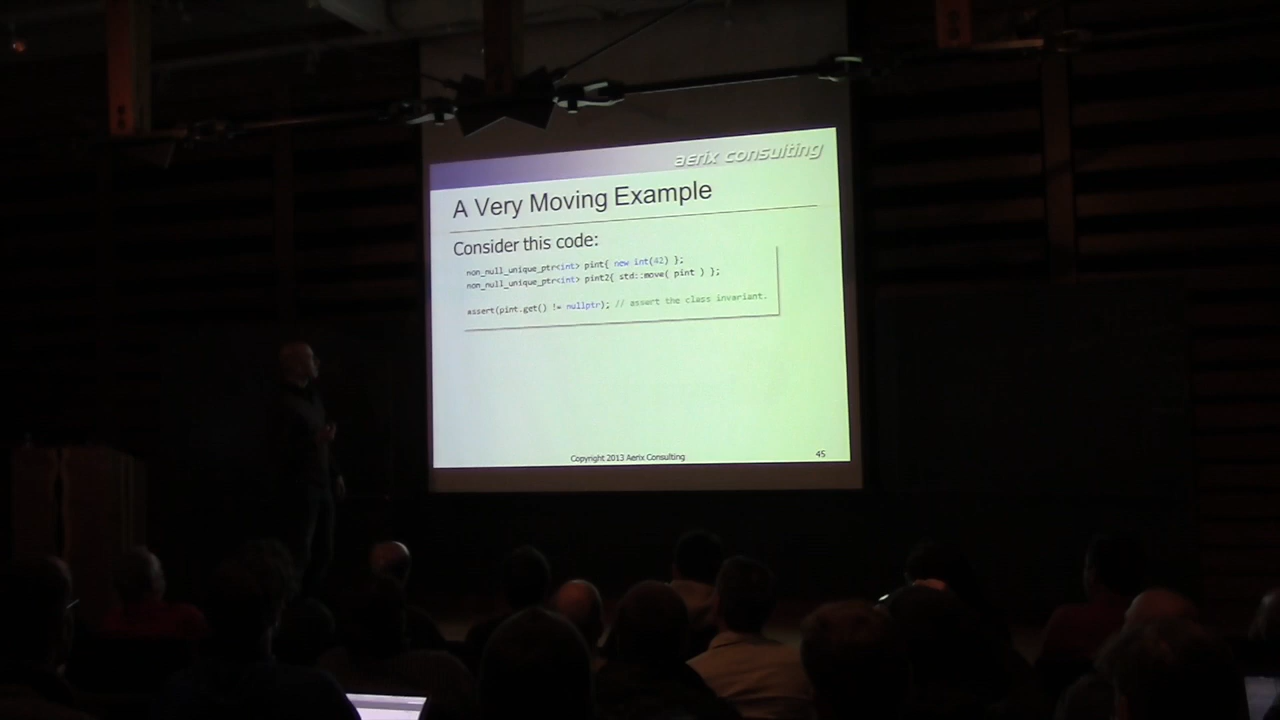 aerix consulting
A Very Moving Example
Consider this code:
non_null_unique_ptr<int> pint{ new int(42) };
non_null_unique_ptr<int> pint2{ std::move( pint ) };
assert(pint.get() != nullptr); // assert the class invariant.
Copyright 2013 Aerix Consulting
45